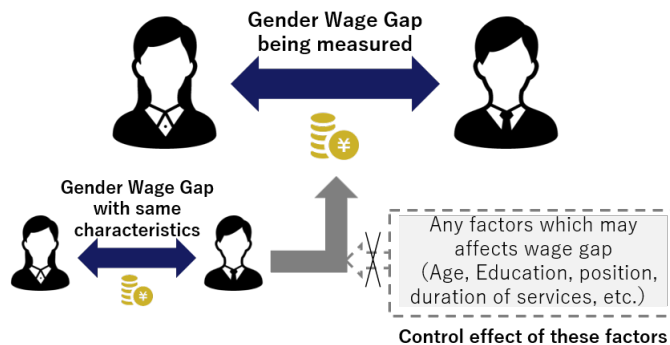 Gender Wage Gap
being measured
¥
Gender Wage Gap
with same
characteristics
¥
Any factors which may
affects wage gap
（Age, Education, position,
duration of services, etc.）
Control effect of these factors